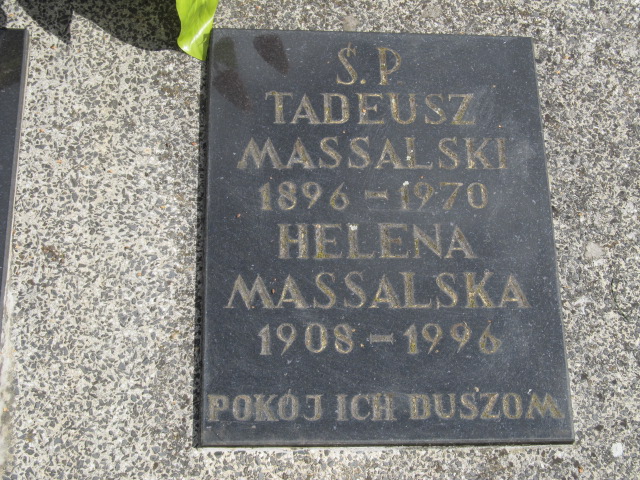 Ś.P
TADEUSZ
MASSALSKI
1896 - 1970
HELENA
MASSALSKA
1908 - 1996
POKÓJ ICH DUSZOM